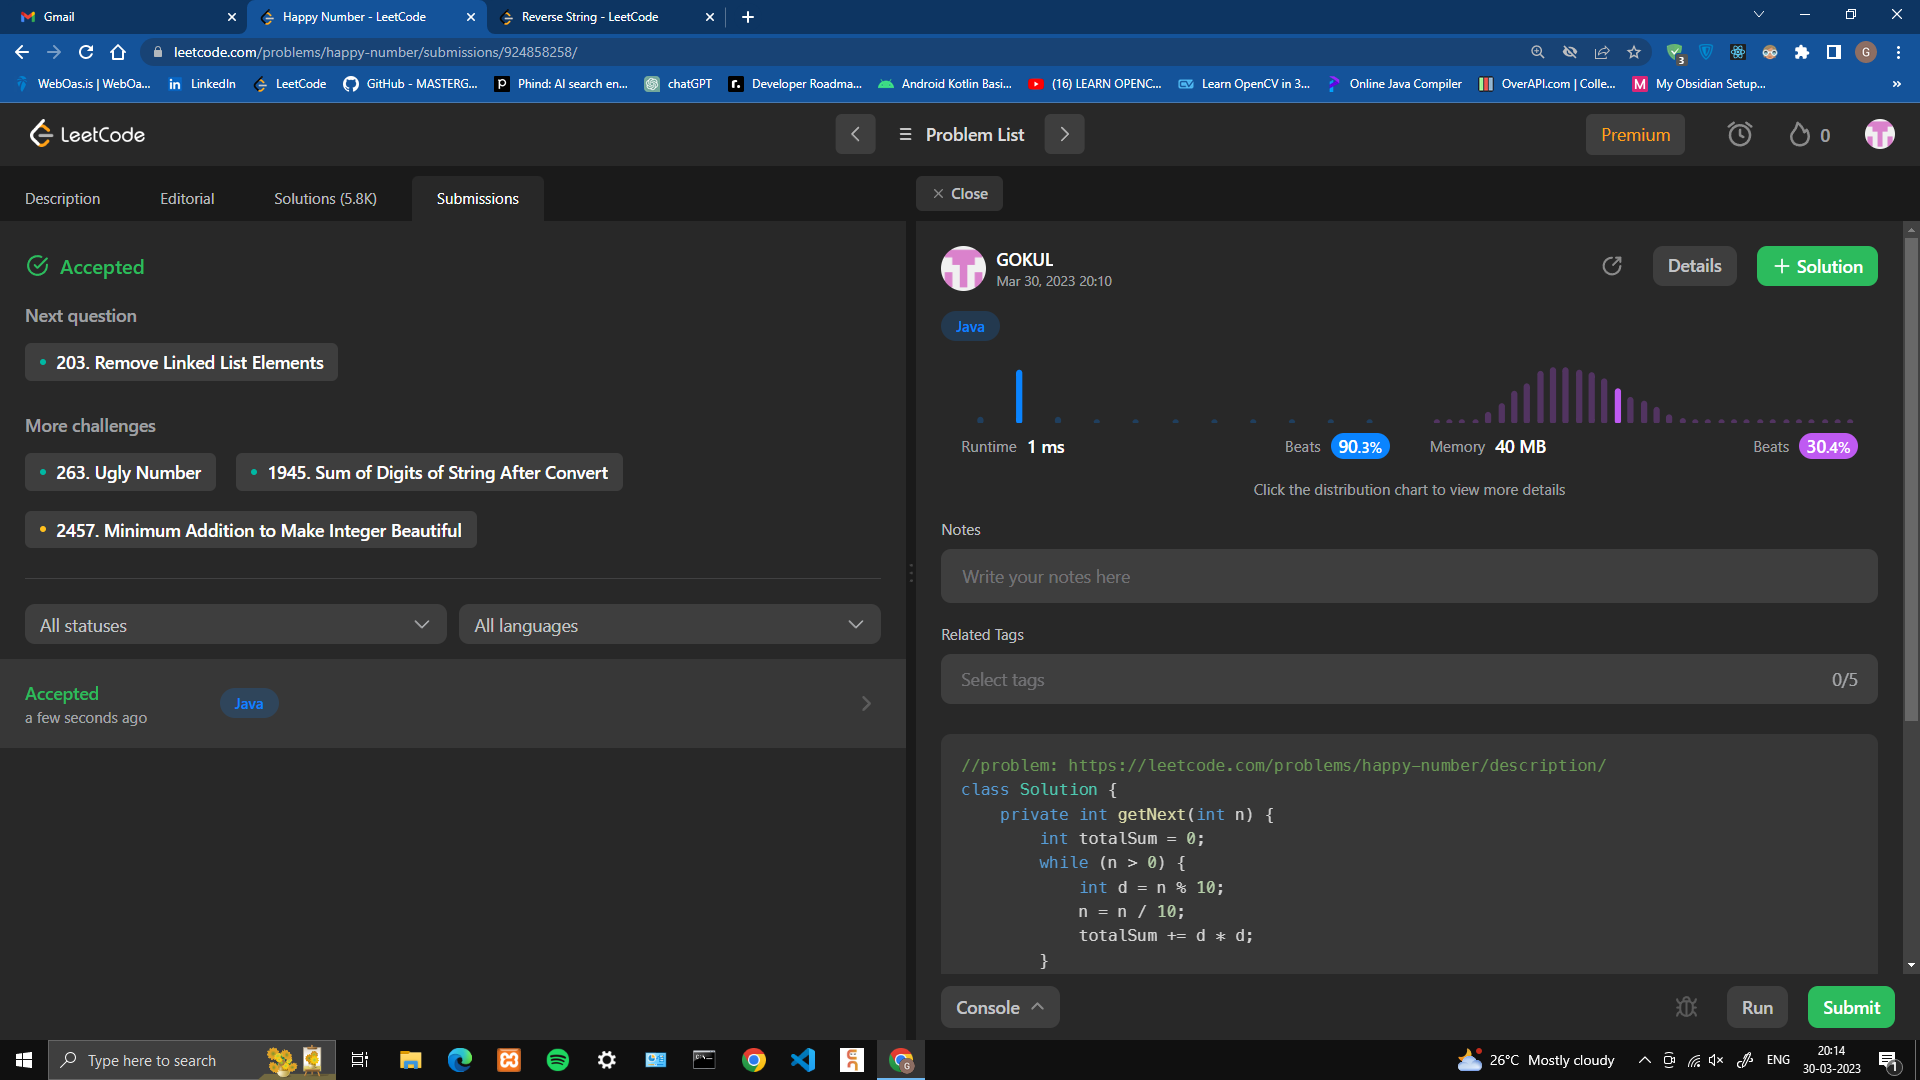 Gmail
Happy Number - LeetCode
Reverse String - LeetCode
leetcode.com/problems/happy-number/submissions/924858258/
3
G
WebOas.is | WebOa...
LinkedIn
LeetCode
GitHub - MASTERG...
Phind: AI search en...
chatGPT
Developer Roadma...
Android Kotlin Basi...
(16) LEARN OPENC...
Learn OpenCV in 3...
Online Java Compiler
OverAPI.com | Colle...
My Obsidian Setup...
LeetCode
Problem List
Premium
0
Description
Editorial
Solutions (5.8K)
Submissions
Close
Accepted
Next question
203. Remove Linked List Elements
More challenges
263. Ugly Number
1945. Sum of Digits of String After Convert
2457. Minimum Addition to Make Integer Beautiful
All statuses
All languages
Accepted
a few seconds ago
Java
GOKUL
Mar 30, 2023 20:10
Details
+ Solution
Java
Runtime 1 ms
Beats 90.3%
Memory 40 MB
Beats 30.4%
Click the distribution chart to view more details
Notes
Write your notes here
Related Tags
Select tags
0/5
//problem: https://leetcode.com/problems/happy-number/description/
class Solution {
private int getNext(int n) {
int totalSum = 0;
while (n > 0) {
int d = n % 10;
n = n / 10;
totalSum += d * d;
}
Console
Run
Submit
Type here to search
26°C Mostly cloudy
ENG
20:14
30-03-2023
1